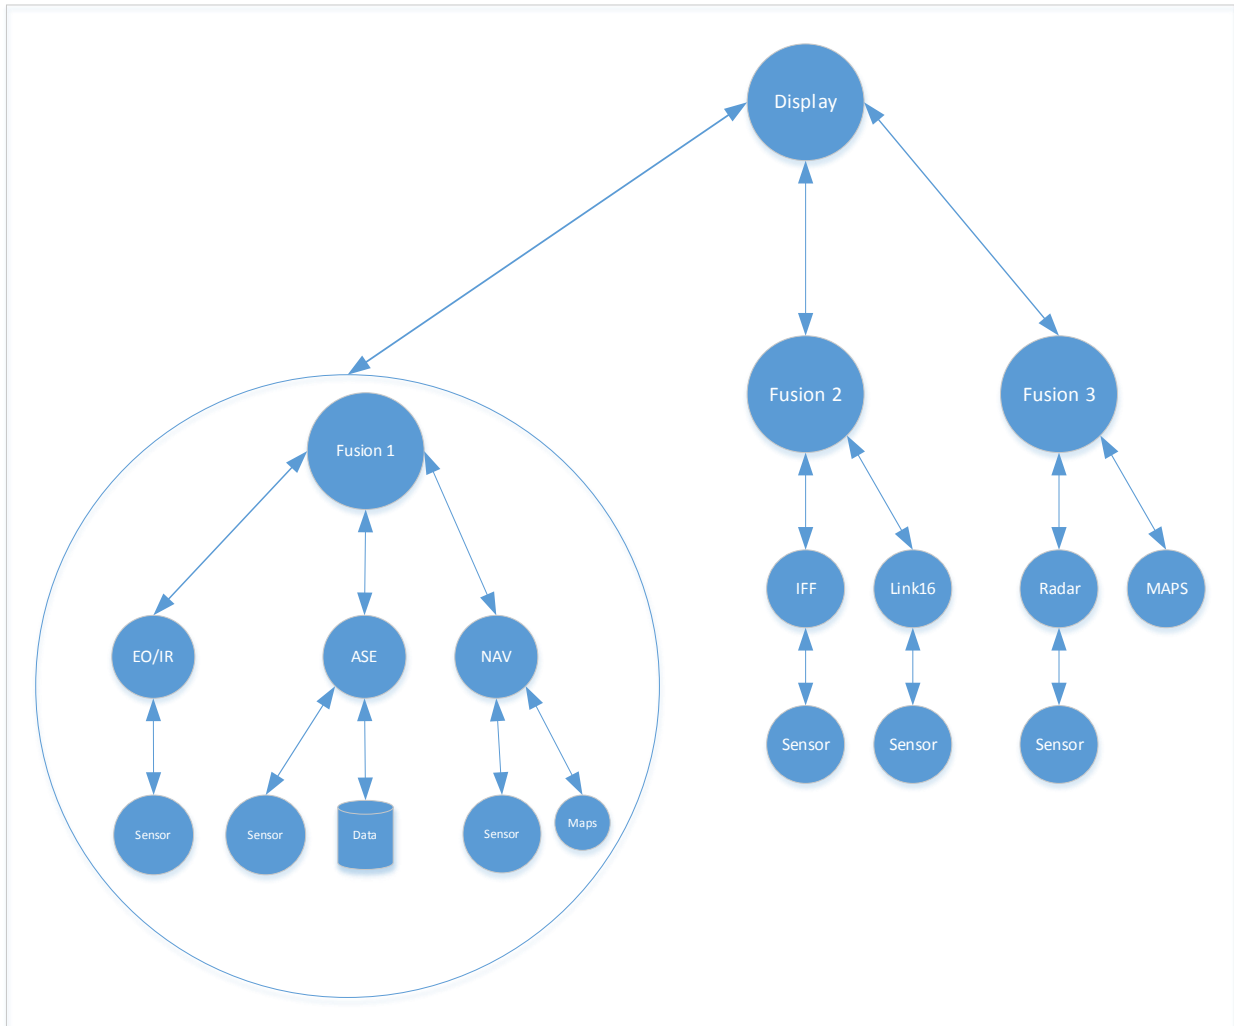 Display
Fusion 2
Fusion 3
Fusion 1
IFF
Link16
Radar
MAPS
EO/IR
ASE
NAV
Sensor
Sensor
Sensor
Sensor
Sensor
Data
Sensor
Maps